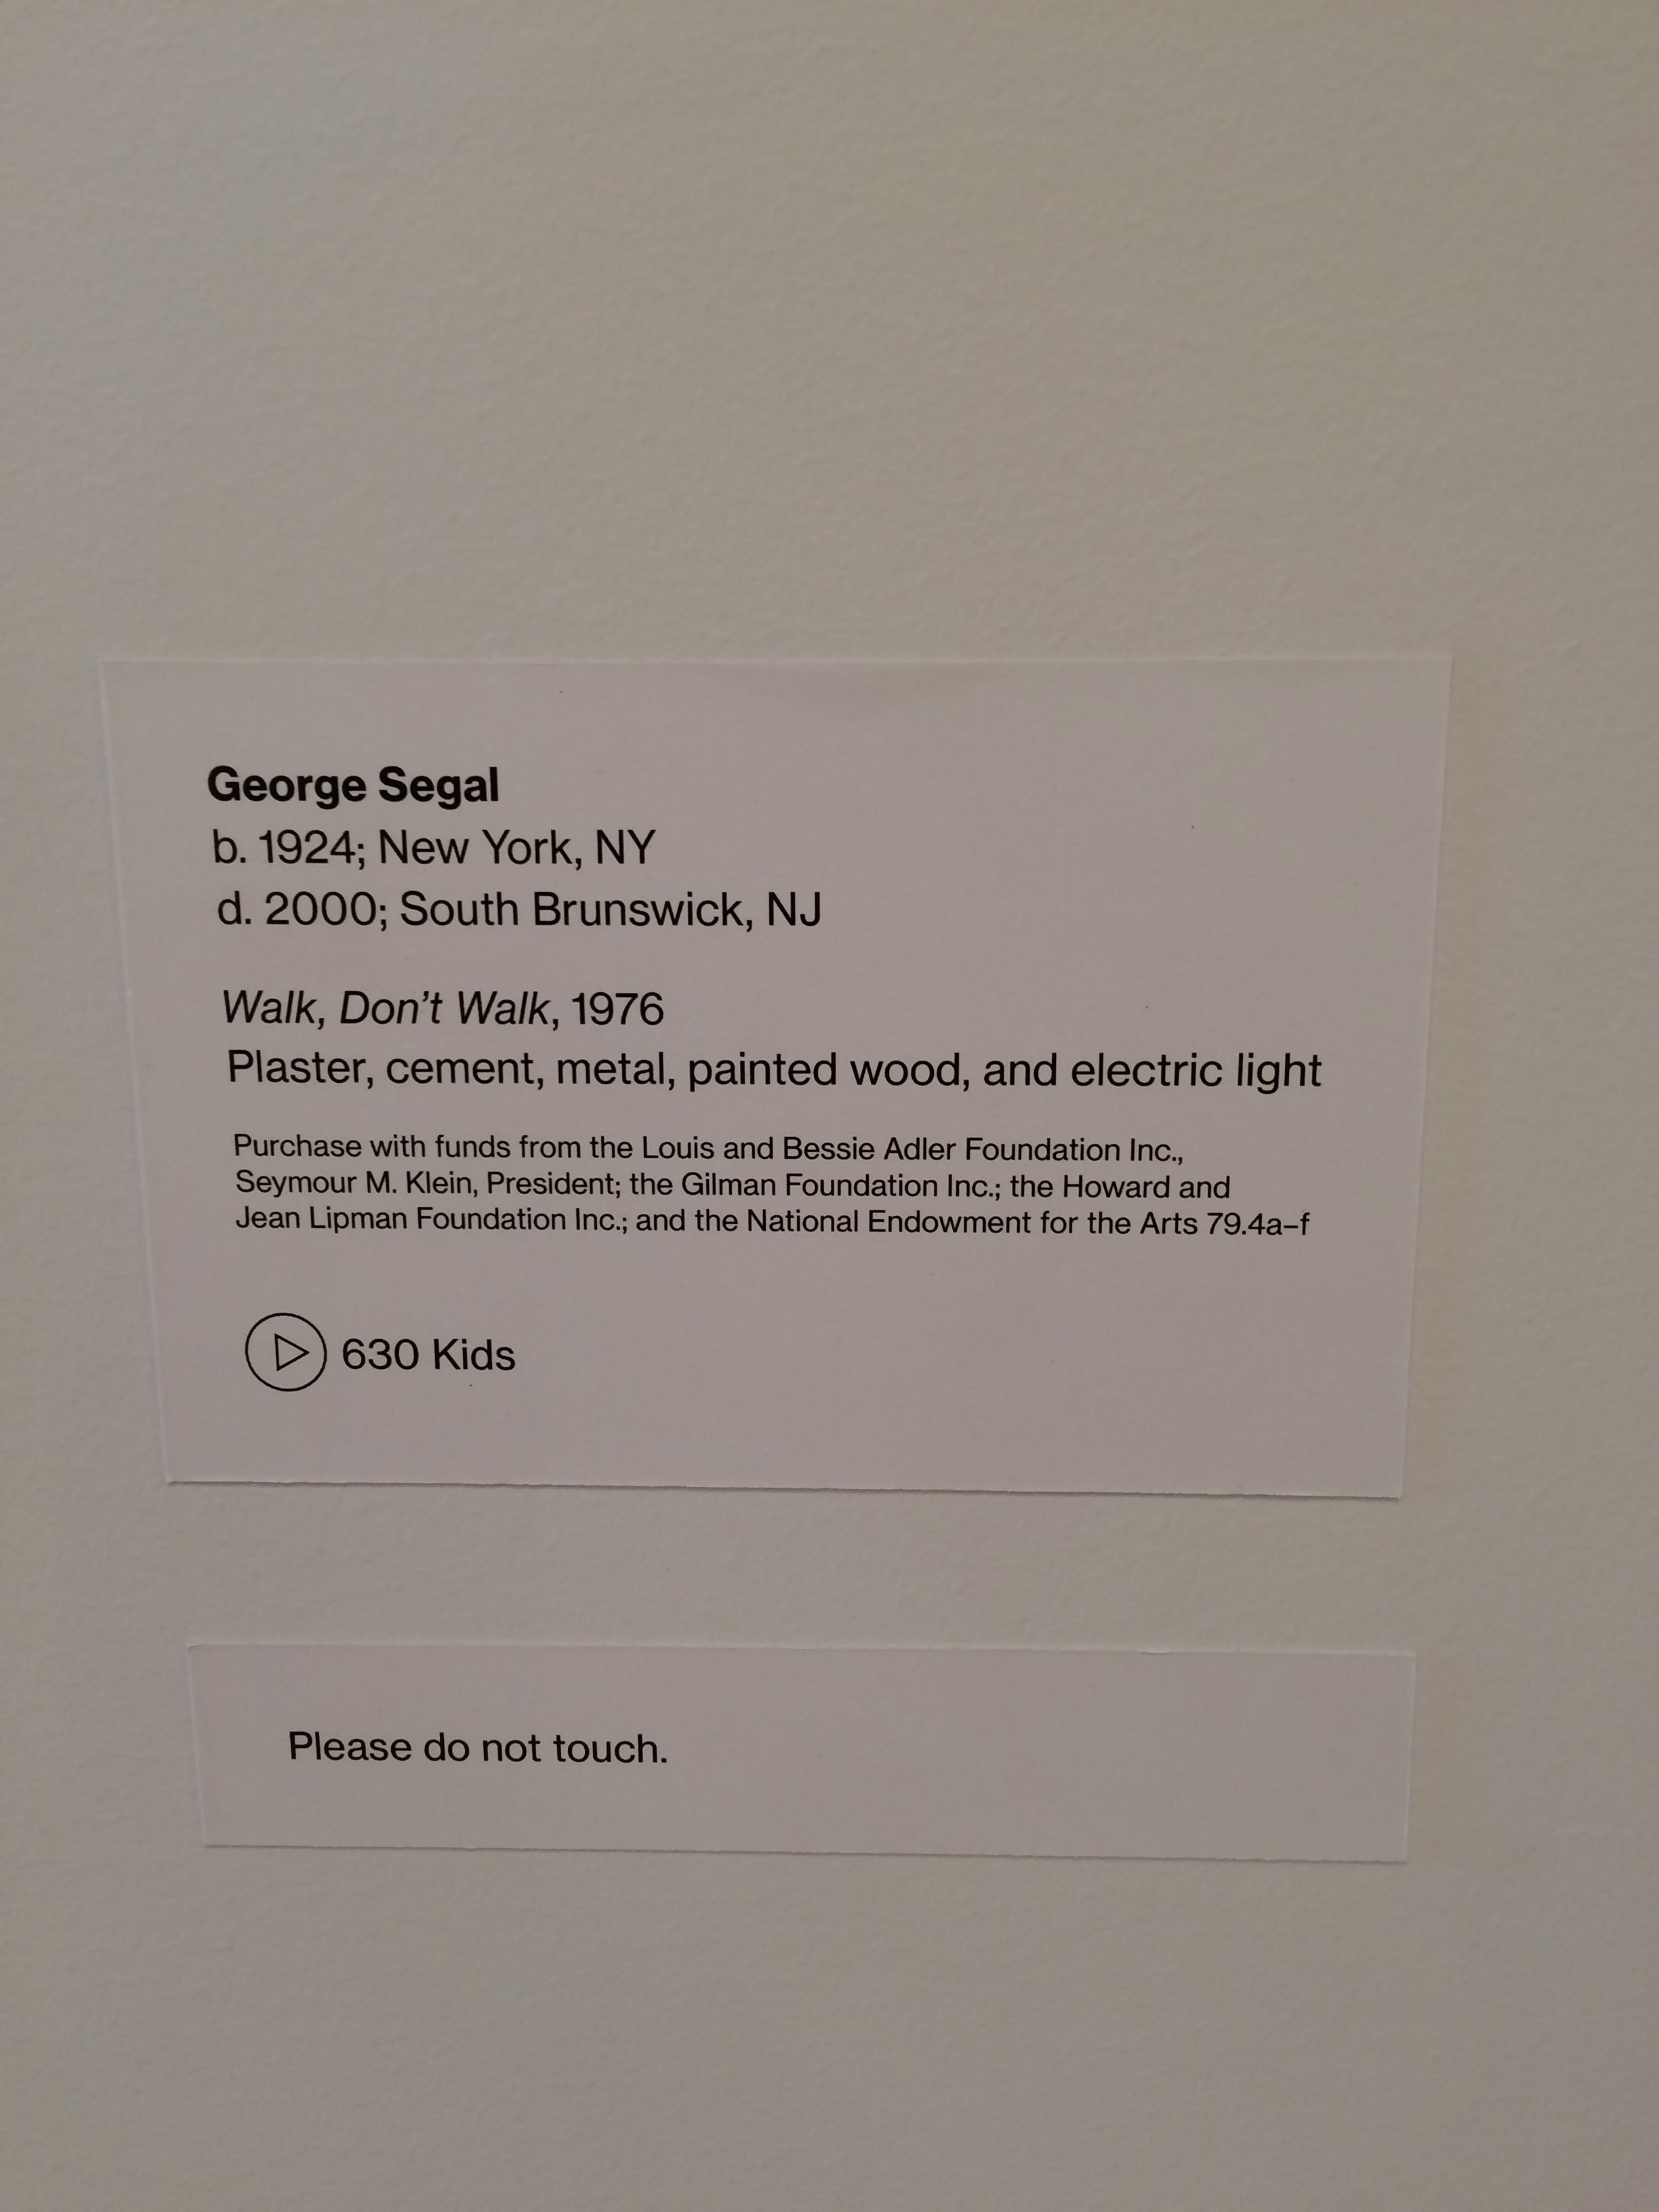 George Segal
b. 1924; New York, NY
d. 2000; South Brunswick, NJ
Walk, Don’t Walk, 1976
Plaster, cement, metal, painted wood, and electric light
Purchase with funds from the Louis and Bessie Adler Foundation Inc.,
Seymour M. Klein, President; the Gilman Foundation Inc.; the Howard and
Jean Lipman Foundation Inc.; and the National Endowment for the Arts 79.4a–f
630 Kids
Please do not touch.